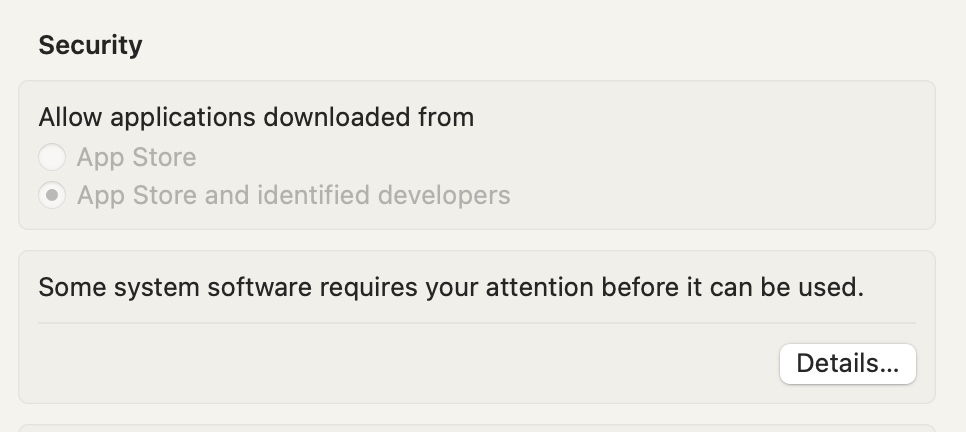 Security
Allow applications downloaded from
App Store
App Store and identified developers
Some system software requires your attention before it can be used.
Details...